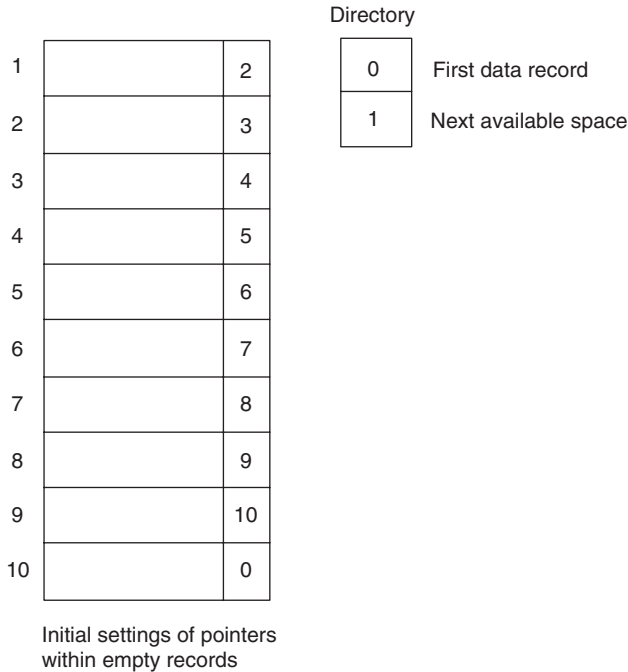 Directory
0 First data record
1 Next available space
1 2
2 3
3 4
4 5
5 6
6 7
7 8
8 9
9 10
10 0
Initial settings of pointers
within empty records